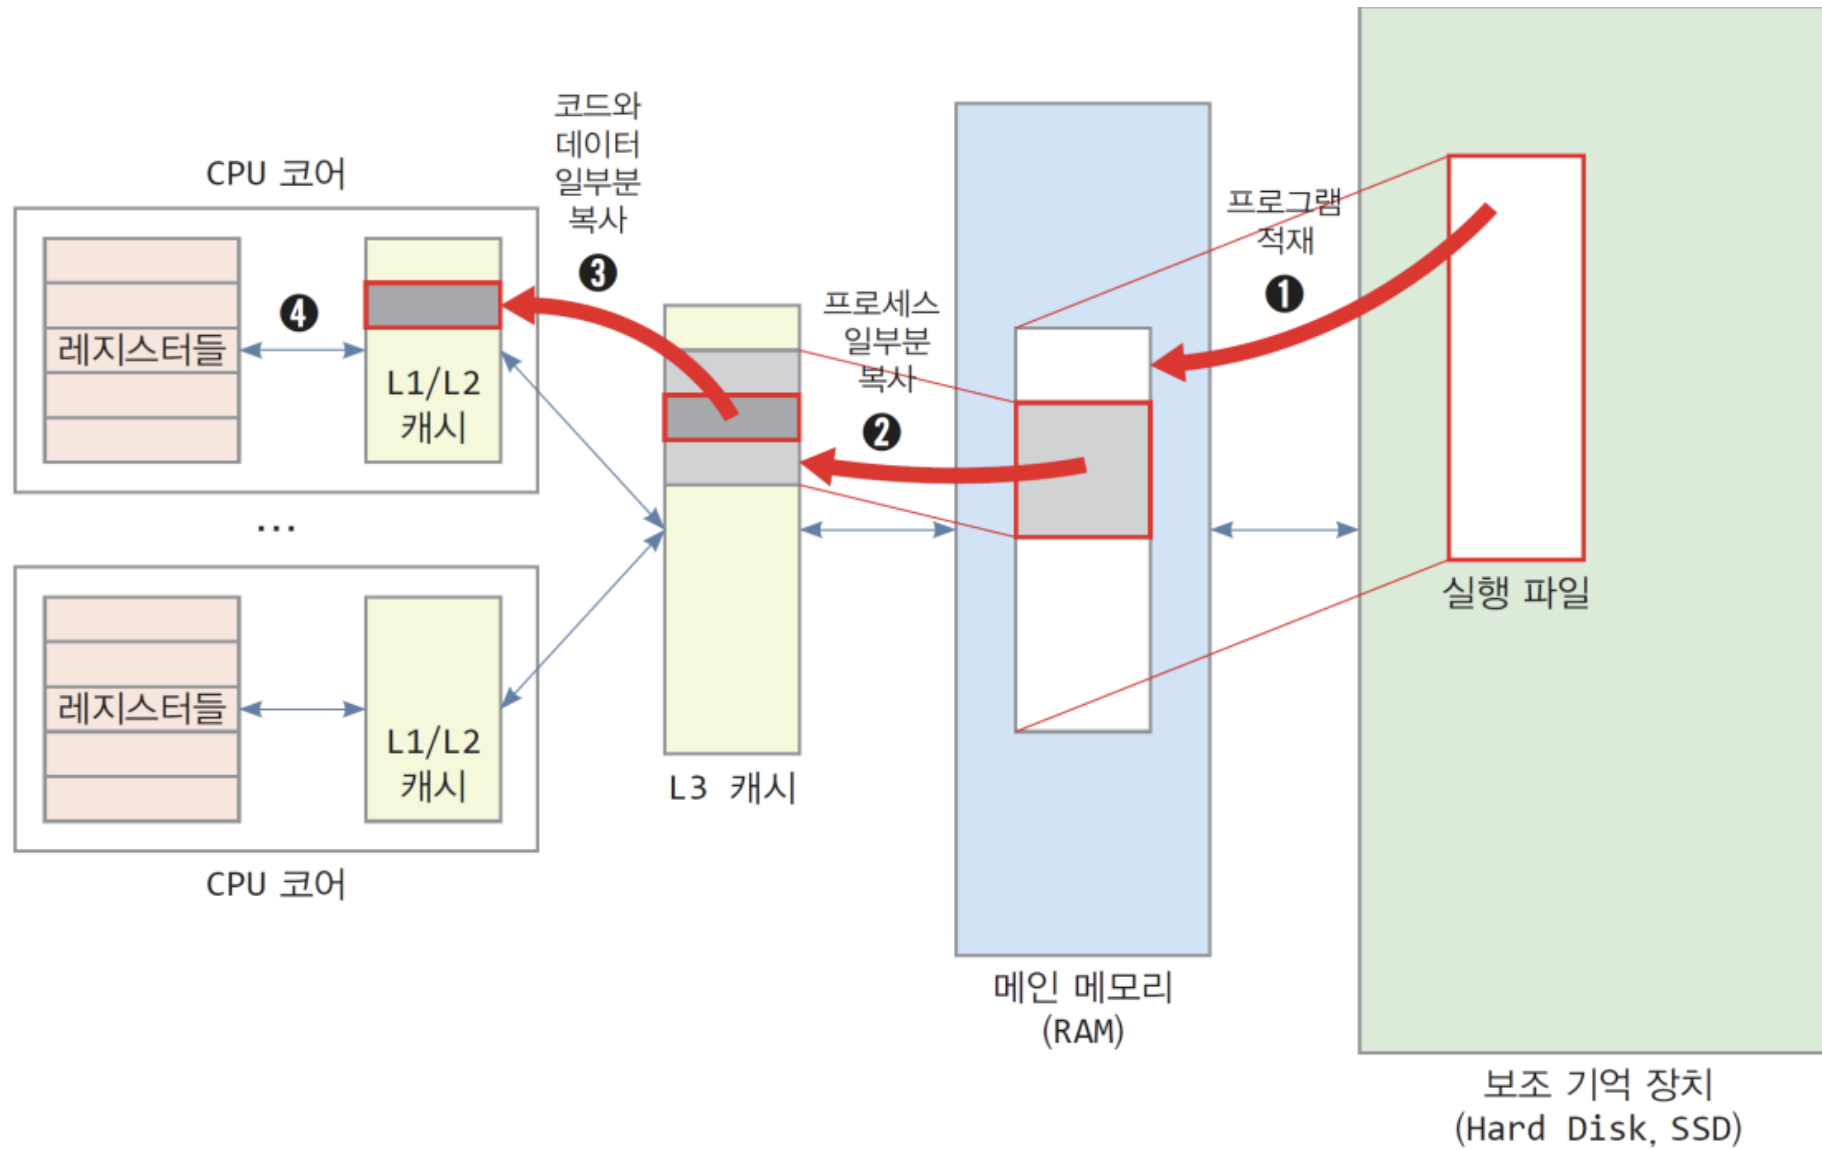 코드와
데이터
일부분
복사
❸
CPU 코어
❹
레지스터들
L1/L2
캐시
...
레지스터들
L1/L2
캐시
CPU 코어
L3 캐시
프로세스
일부분
복사
❷
프로그램
적재
❶
메인 메모리
(RAM)
실행 파일
보조 기억 장치
(Hard Disk, SSD)